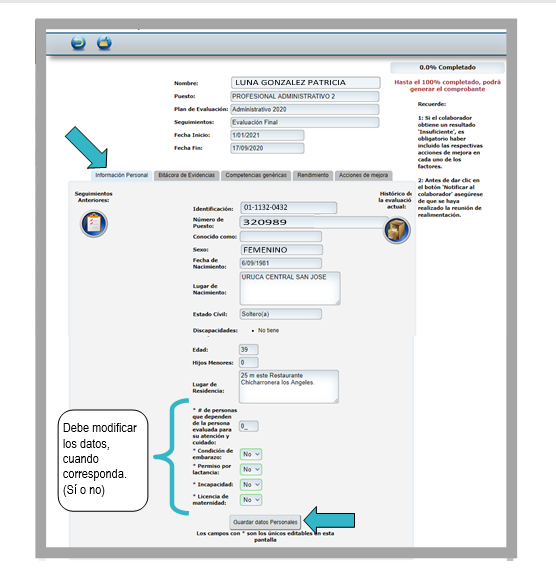 0.0% Completado
Hasta el 100% completado, podrá
generar el comprobante
Recuerde:
1: Si el colaborador
obtiene un resultado
'Insuficiente', es
obligatorio haber
incluido las respectivas
acciones de mejora en
cada uno de los
factores.
2: Antes de dar clic en
el botón 'Notificar al
colaborador' asegúrese
de que se haya
realizado la reunión de
realimentación.
Nombre: LUNA GONZALEZ PATRICIA
Puesto: PROFESIONAL ADMINISTRATIVO 2
Plan de Evaluación: Administrativo 2020
Seguimientos: Evaluación Final
Fecha Inicio: 1/01/2021
Fecha Fin: 17/09/2020
Información Personal Bitácora de Evidencias Competencias genéricas Rendimiento Acciones de mejora
Seguimientos
Anteriores:
Histórico de
la evaluació
actual:
Identificación: 01-1132-0432
Número de
Puesto: 320989
Conocido como:
Sexo: FEMENINO
Fecha de
Nacimiento: 6/09/1981
Lugar de
Nacimiento: URUCA CENTRAL SAN JOSE
Estado Civil: Soltero(a)
Discapacidades: • No tiene
Edad: 39
Hijos Menores: 0
Lugar de
Residencia: 25 m este Restaurante
Chicharronera los Angeles.
* # de personas
que dependen
de la persona
evaluada para
su atención y
cuidado: 0_
* Condición de
embarazo: No
* Permiso por
lactancia: No
* Incapacidad: No
* Licencia de
maternidad: No
Debe modificar
los datos,
cuando
corresponda.
(Sí o no)
Guardar datos Personales
Los campos con * son los únicos editables en esta
pantalla